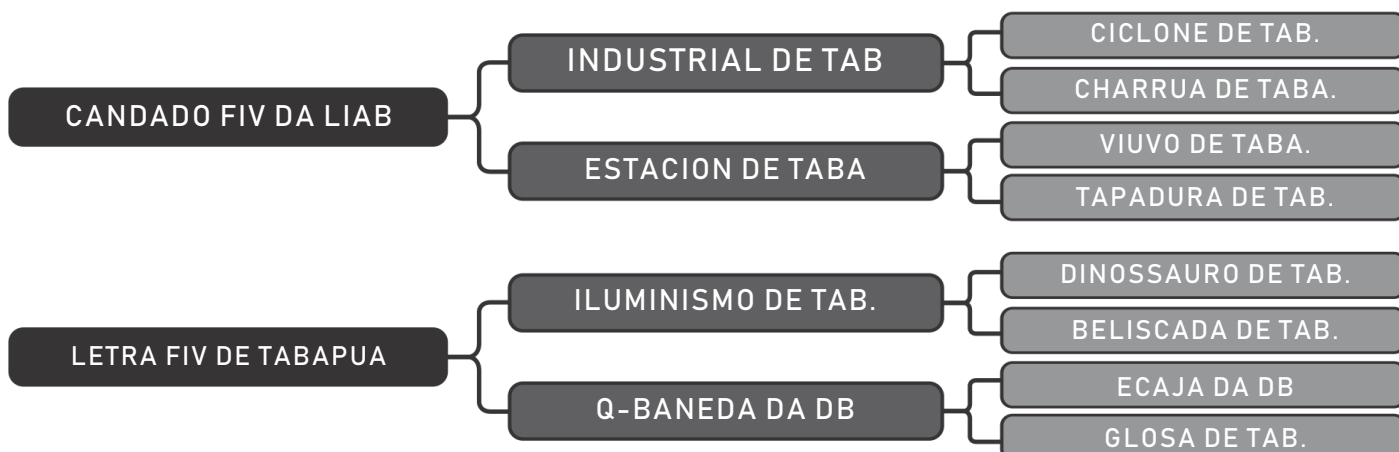 CANDADO FIV DA LIAB
INDUSTRIAL DE TAB
CICLONE DE TAB.
CHARRUA DE TABA.
ESTACION DE TABA
VIUVO DE TABA.
TAPADURA DE TAB.
LETRA FIV DE TABAPUA
ILUMINISMO DE TAB.
DINOSSAURO DE TAB.
BELISCADA DE TAB.
Q-BANEDA DA DB
ECAJA DA DB
GLOSA DE TAB.